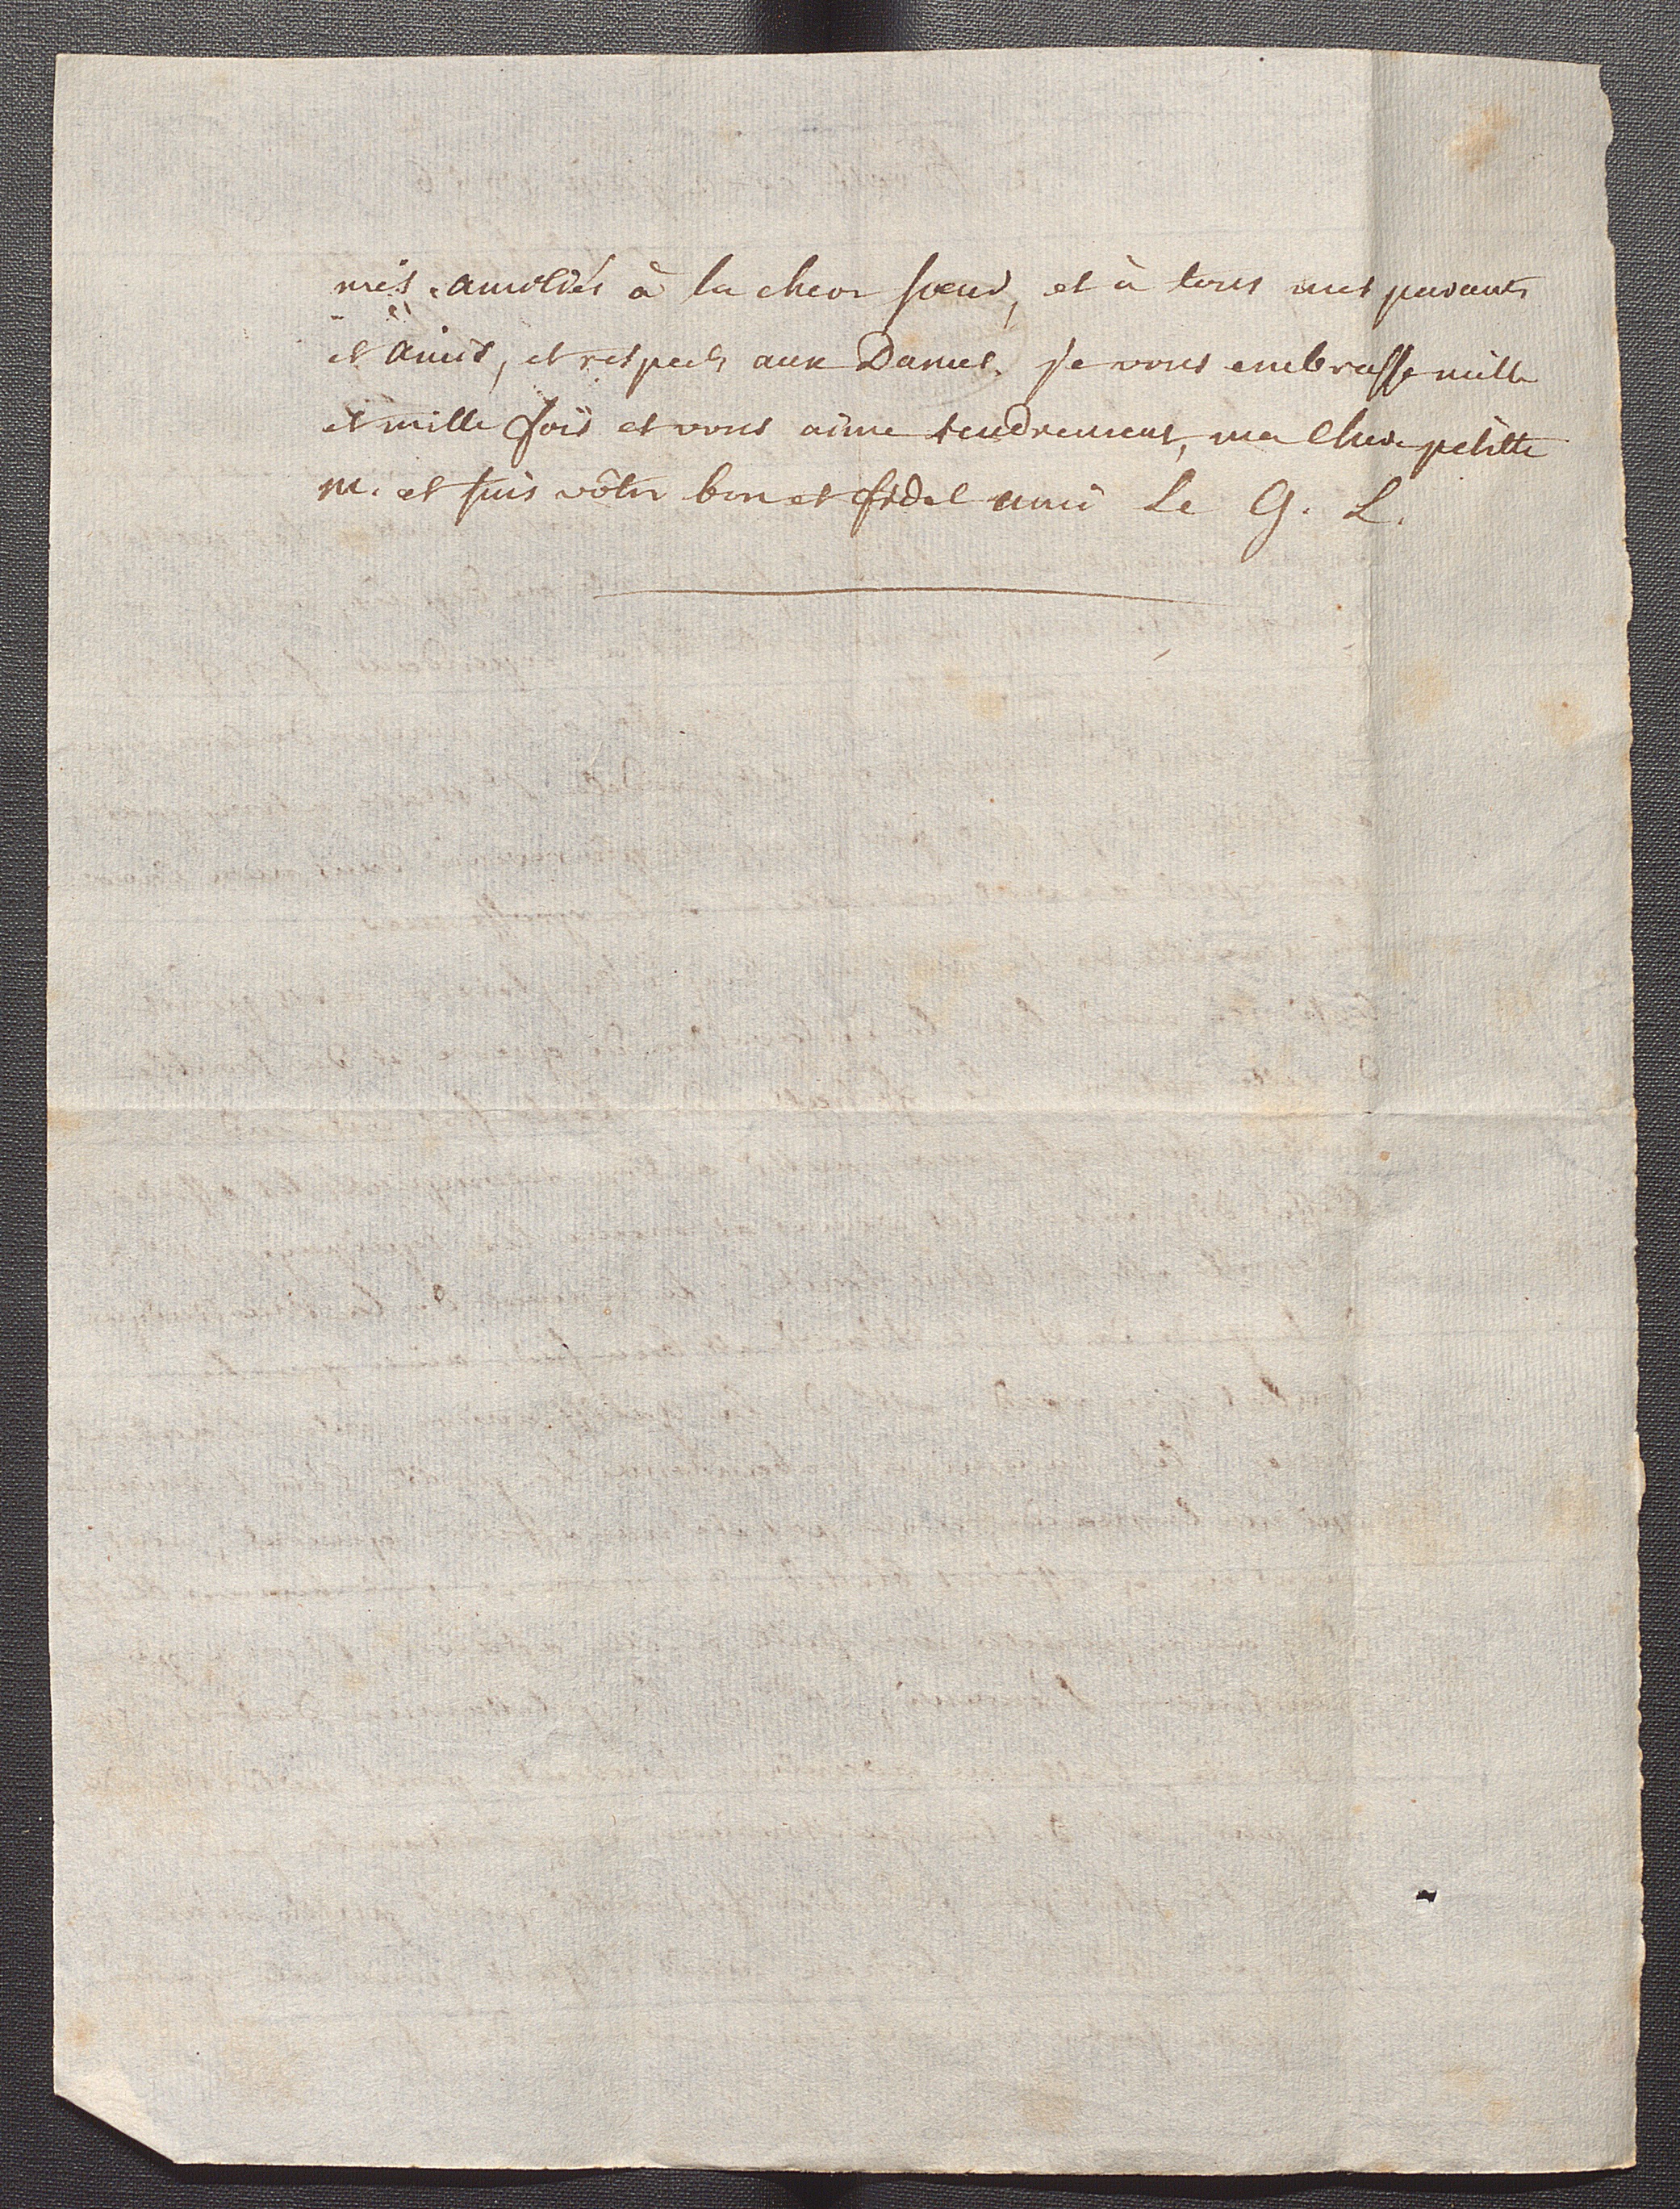 mes amitiés à la cheor soeur, et à tous mes parants
et amis, et respects aux Dames. je vous embrasse mille
et mille fois et vous aime tendrement, ma chere petitte
m. et suis vôtre bon et fidel ami Le G. L.